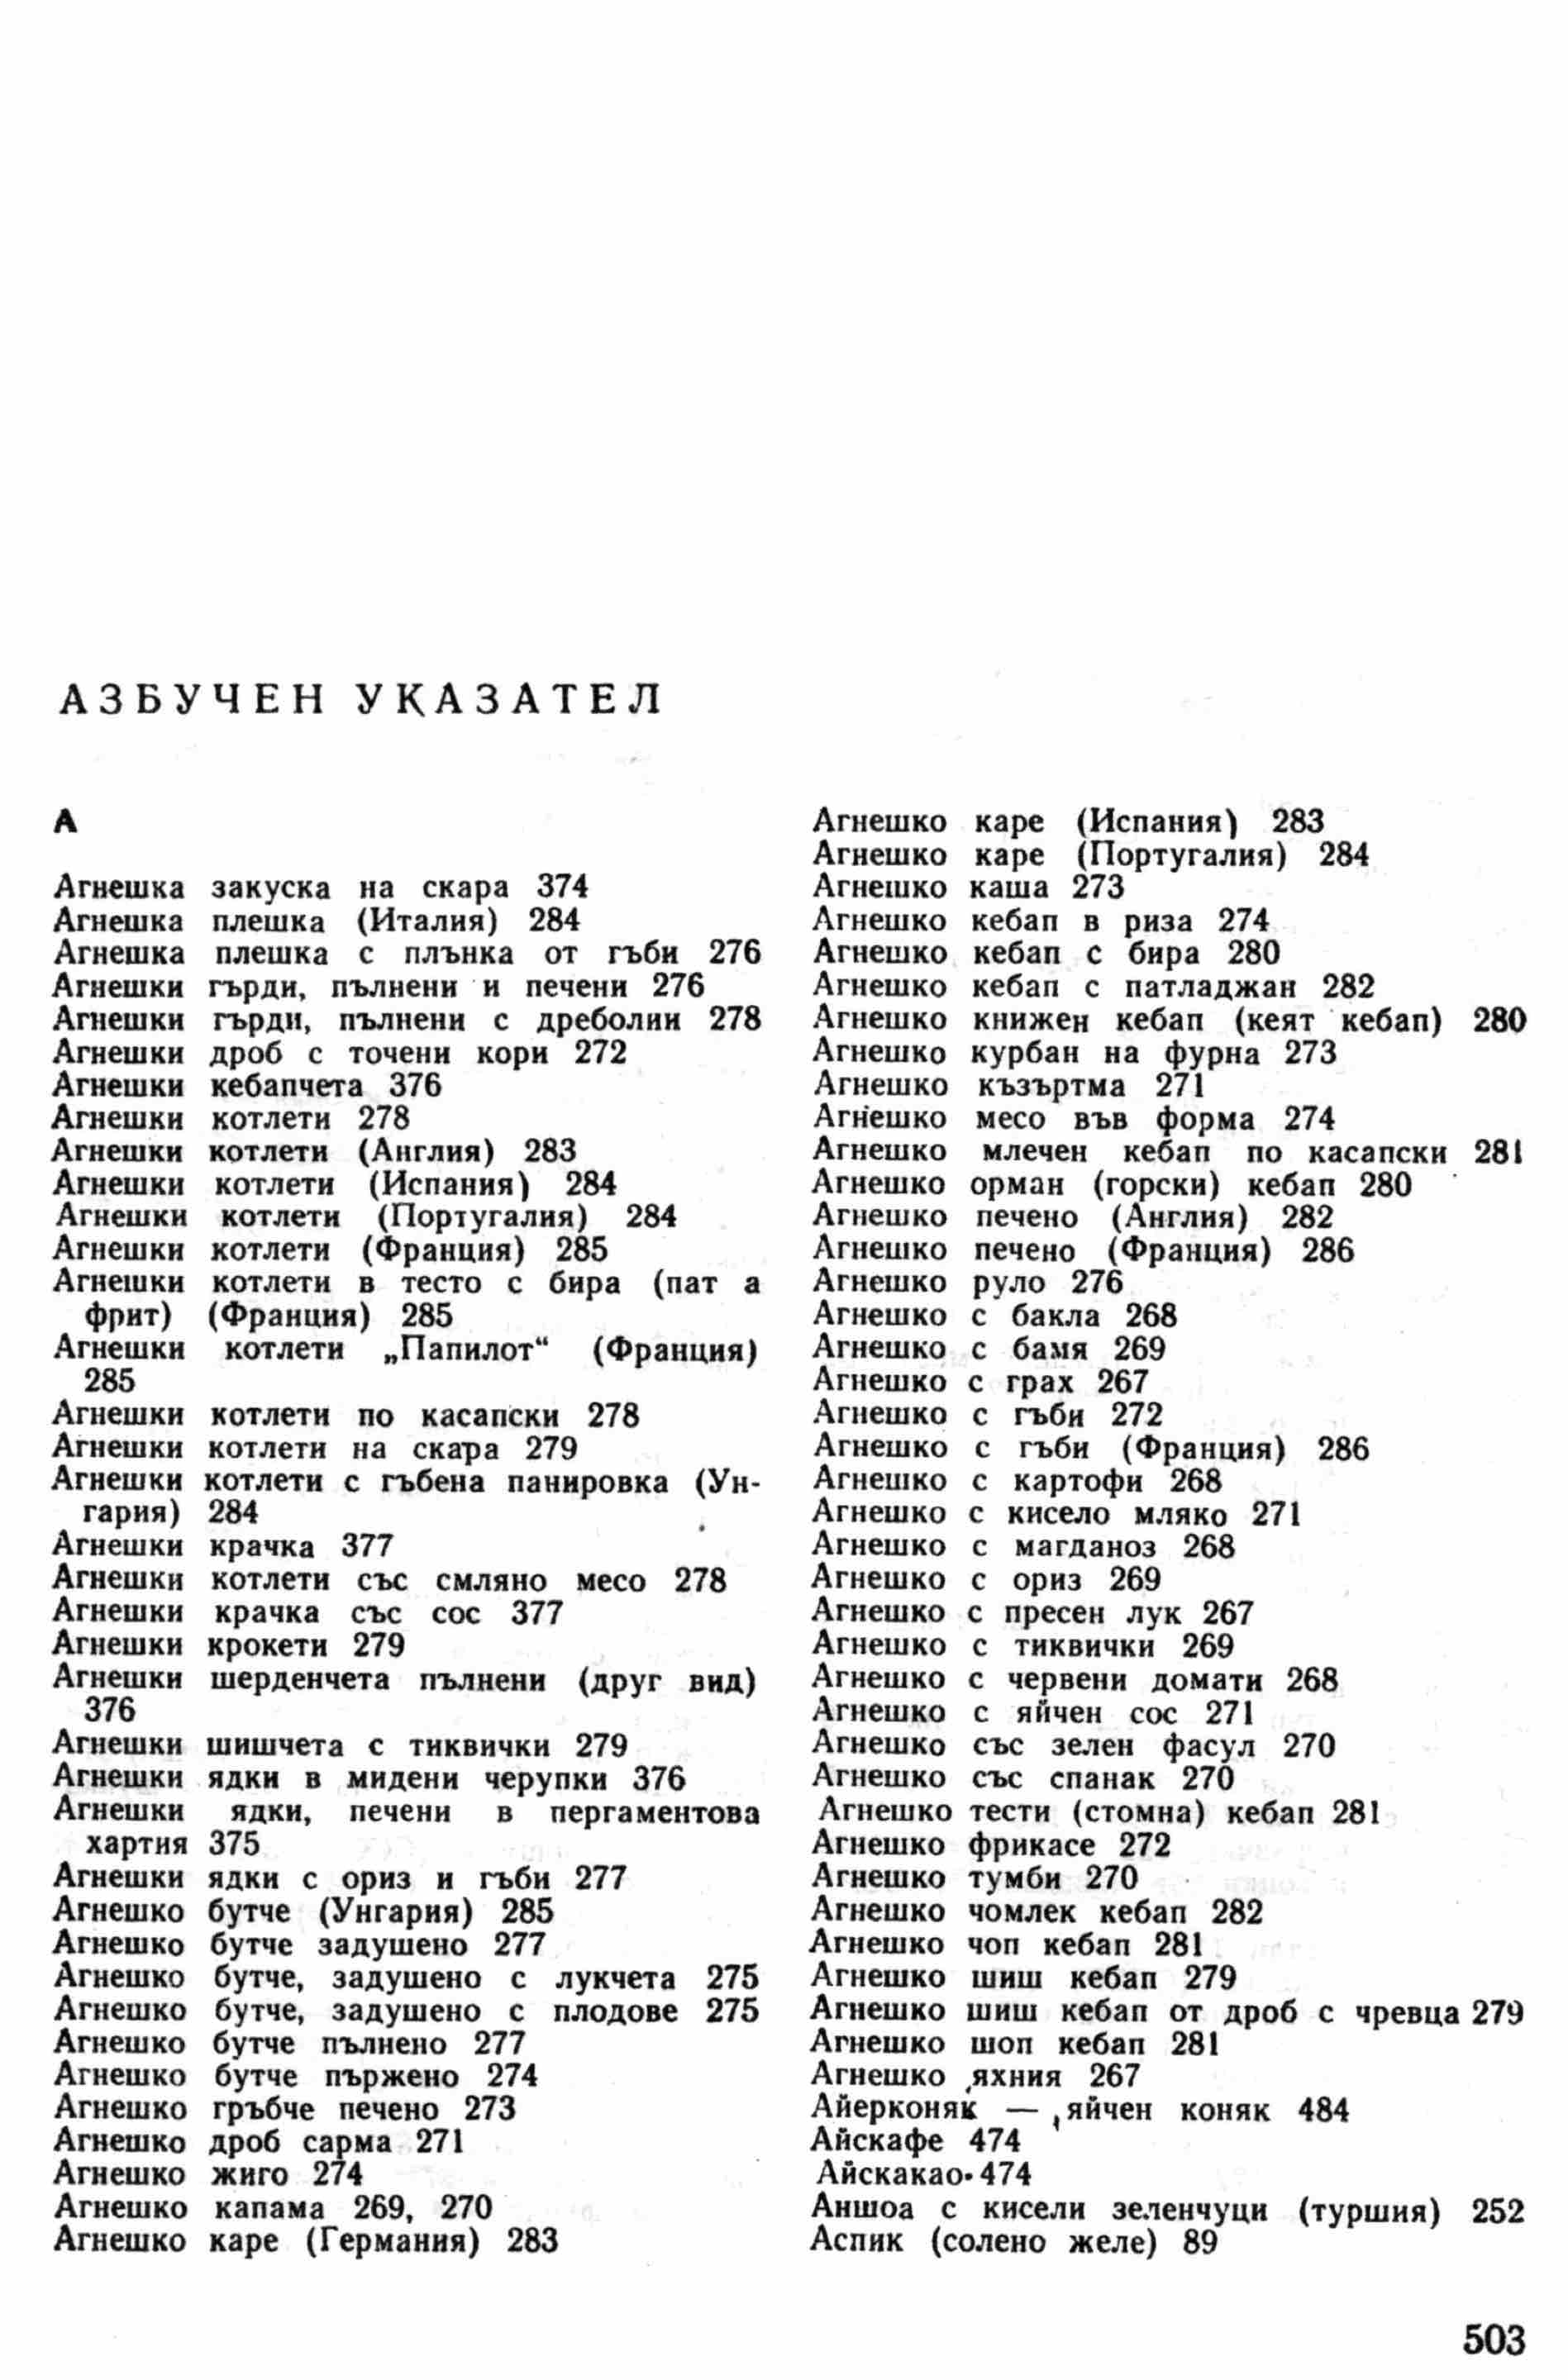 АЗБУЧЕН УКАЗАТЕЛ
А
Агнешка закуска на скара 374
Агнешка плешка (Италия) 284
Агнешка плешка с плънка от гъби 276
Агнешки гърди, пълнени и печени 276
Агнешки гърди, пълнени с дреболии 278
Агнешки дроб с точени кори 272
Агнешки кебапчета 376
Агнешки котлети 278
Агнешки котлети (Англия) 283
Агнешки котлети (Испания) 284
Агнешки котлети (Португалия) 284
Агнешки котлети (Франция) 285
Агнешки котлети в тесто с бира (пат а
фрит) (Франция) 285
Агнешки котлети „Папилот“ (Франция)
285
Агнешки котлети по касапски 278
Агнешки котлети на скара 279
Агнешки котлети с гъбена панировка (Ун-
гария) 284
Агнешки крачка 377
Агнешки котлети със смляно месо 278
Агнешки крачка със сос 377
Агнешки крокети 279
Агнешки шерденчета пълнени (друг вид)
376
Агнешки шишчета с тиквички 279
Агнешки ядки в мидени черупки 376
Агнешки ядки, печени в пергаментова
хартия 375
Агнешки ядки с ориз и гъби 277
Агнешко бутче (Унгария) 285
Агнешко бутче задушено 277
Агнешко бутче, задушено с лукчета 275
Агнешко бутче, задушено с плодове 275
Агнешко бутче пълнено 277
Агнешко бутче пържено 274
Агнешко гръбче печено 273
Агнешко дроб сарма 271
Агнешко жиго 274
Агнешко капама 269, 270
Агнешко каре (Германия) 283
Агнешко каре (Испания) 283
Агнешко каре (Португалия) 284
Агнешко каша 273
Агнешко кебап в риза 274
Агнешко кебап с бира 280
Агнешко кебап с патладжан 282
Агнешко книжен кебап (кеят кебап) 280
Агнешко курбан на фурна 273
Агнешко къзъртма 271
Агнешко месо във форма 274
Агнешко млечен кебап по касапски 281
Агнешко орман (горски) кебап 280
Агнешко печено (Англия) 282
Агнешко печено (Франция) 286
Агнешко руло 276
Агнешко с бакла 268
Агнешко с бамя 269
Агнешко с грах 267
Агнешко с гъби 272
Агнешко с гъби (Франция) 286
Агнешко с картофи 268
Агнешко с кисело мляко 271
Агнешко с магданоз 268
Агнешко с ориз 269
Агнешко с пресен лук 267
Агнешко с тиквички 269
Агнешко с червени домати 268
Агнешко с яйчен сос 271
Агнешко със зелен фасул 270
Агнешко със спанак 270
Агнешко тести (стомна) кебап 281
Агнешко фрикасе 272
Агнешко тумби 270
Агнешко чомлек кебап 282
Агнешко чоп кебап 281
Агнешко шиш кебап 279
Агнешко шиш кебап от дроб с чревца 279
Агнешко шоп кебап 281
Агнешко яхния 267
Айерконяк — яйчен коняк 484
Айскафе 474
Айскакао 474
Аншоа с кисели зеленчуци (туршия) 252
Аспик (солено желе) 89
503